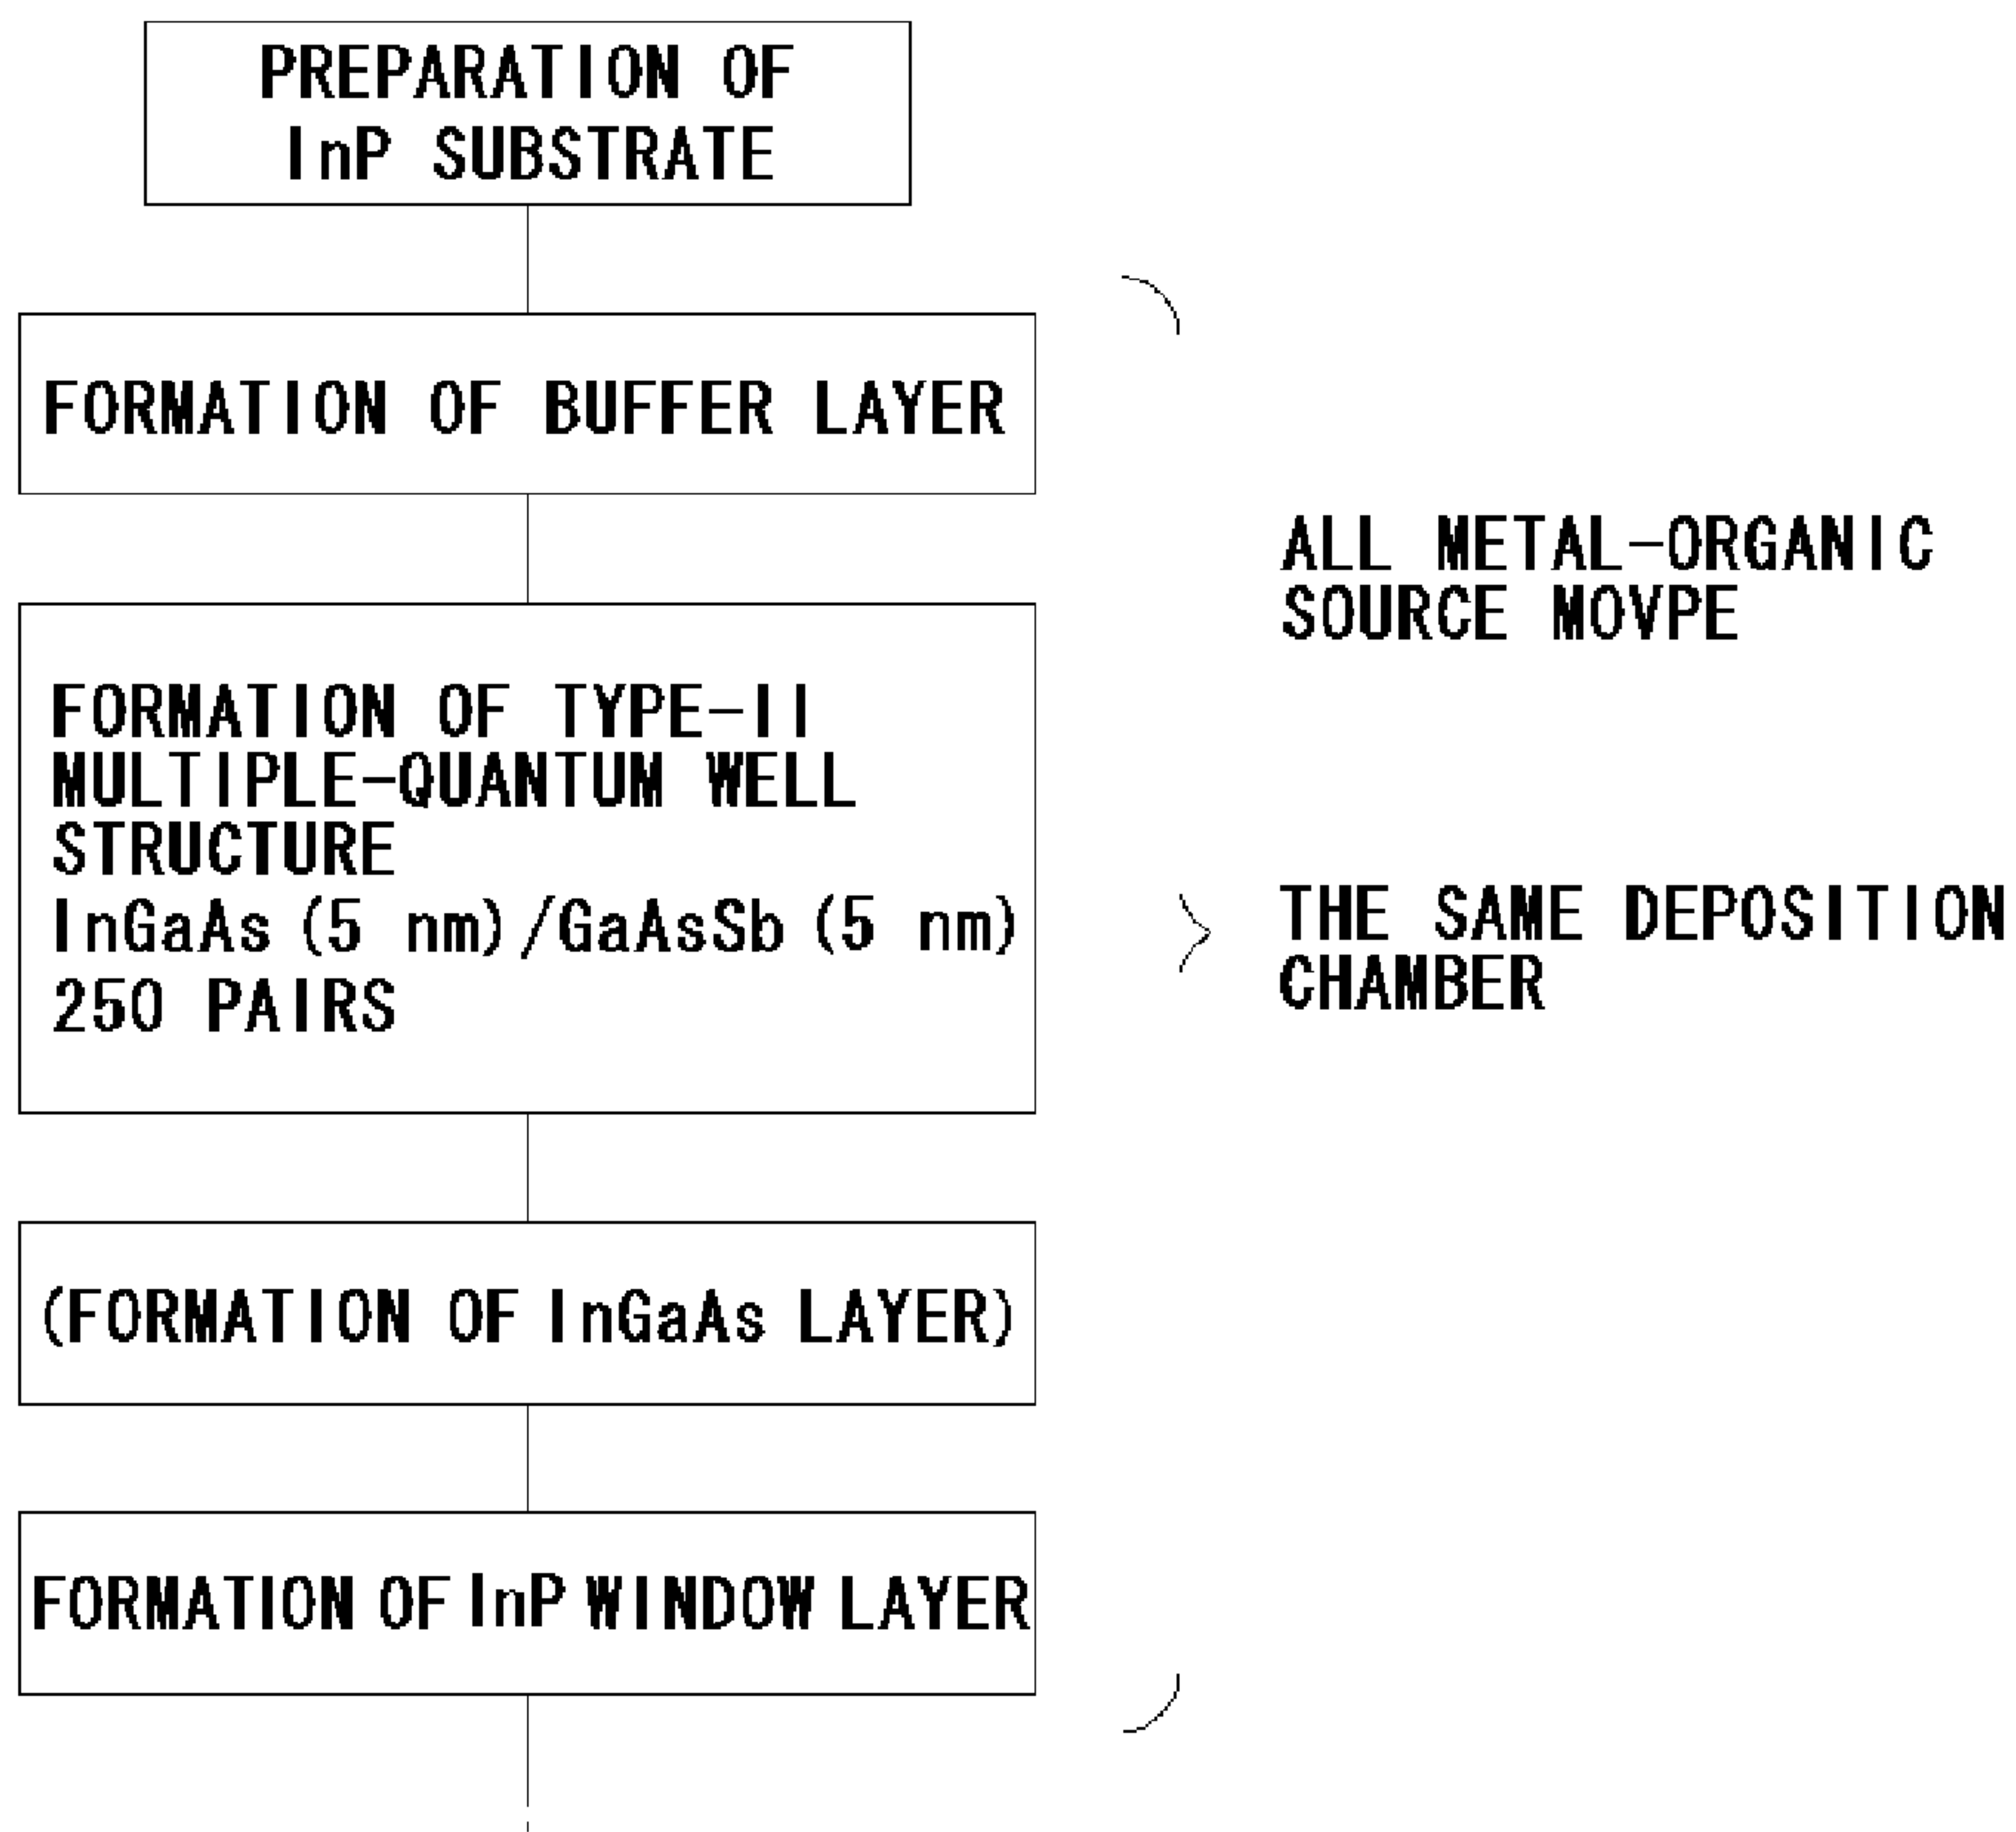 PREPARATION OF
InP SUBSTRATE
FORMATION OF BUFFER LAYER
ALL METAL-ORGANIC
SOURCE MOVPE
FORMATION OF TYPE-II
MULTIPLE-QUANTUM WELL
STRUCTURE
InGaAs (5 nm)/GaAsSb (5 nm)
250 PAIRS
THE SAME DEPOSITION
CHAMBER
(FORMATION OF InGaAs LAYER)
FORMATION OF InP WINDOW LAYER